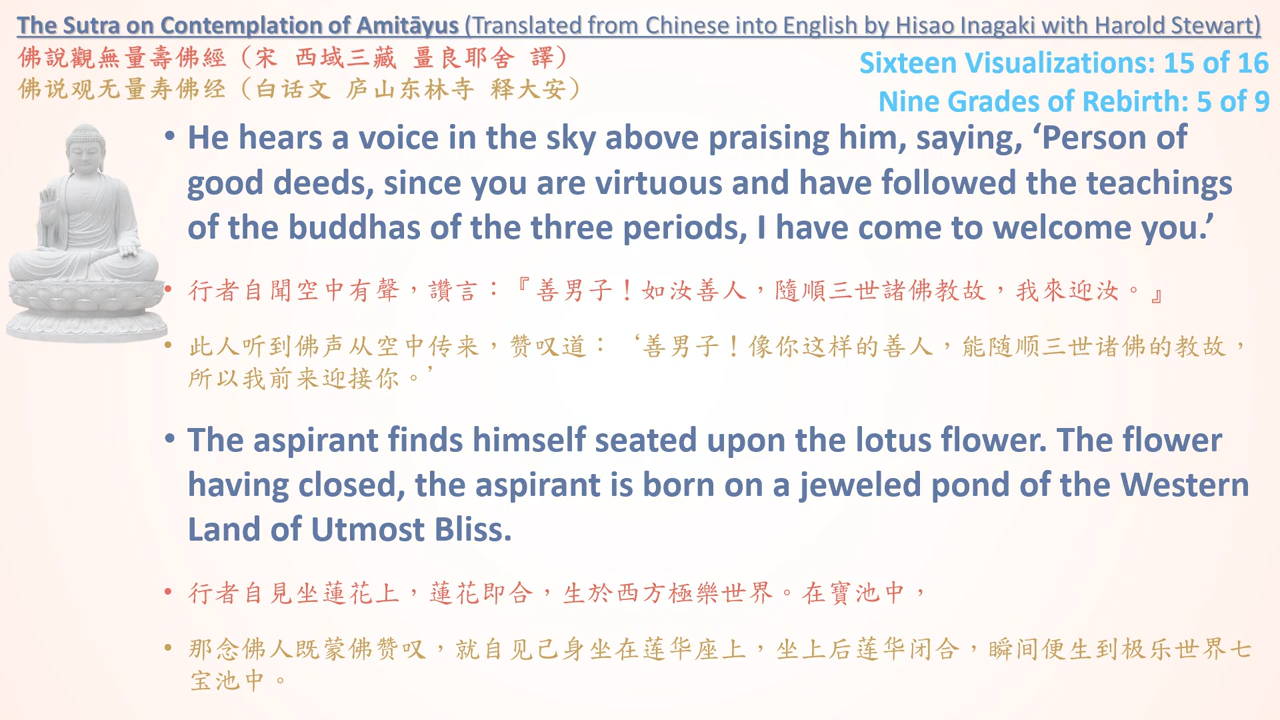 The Sutra on Contemplation of Amitāyus (Translated from Chinese into English by Hisao Inagaki with Harold Stewart)
佛說觀無量壽佛經（宋 西域三藏 畺良耶舍 譯）
佛说观无量寿佛经（白话文 庐山东林寺 释大安）
Sixteen Visualizations: 15 of 16
Nine Grades of Rebirth: 5 of 9
• He hears a voice in the sky above praising him, saying, ‘Person of
good deeds, since you are virtuous and have followed the teachings
of the buddhas of the three periods, I have come to welcome you.’
• 行者自聞空中有聲，讚言：『善男子！如汝善人，隨順三世諸佛教故，我來迎汝。』
• 此人听到佛声从空中传来，赞叹道：‘善男子！像你这样的善人，能随顺三世诸佛的教故，
所以我前来迎接你。’
• The aspirant finds himself seated upon the lotus flower. The flower
having closed, the aspirant is born on a jeweled pond of the Western
Land of Utmost Bliss.
• 行者自見坐蓮花上，蓮花即合，生於西方極樂世界。在寶池中，
• 那念佛人既蒙佛赞叹，就自见己身坐在莲华座上，坐上后莲华闭合，瞬间便生到极乐世界七
宝池中。